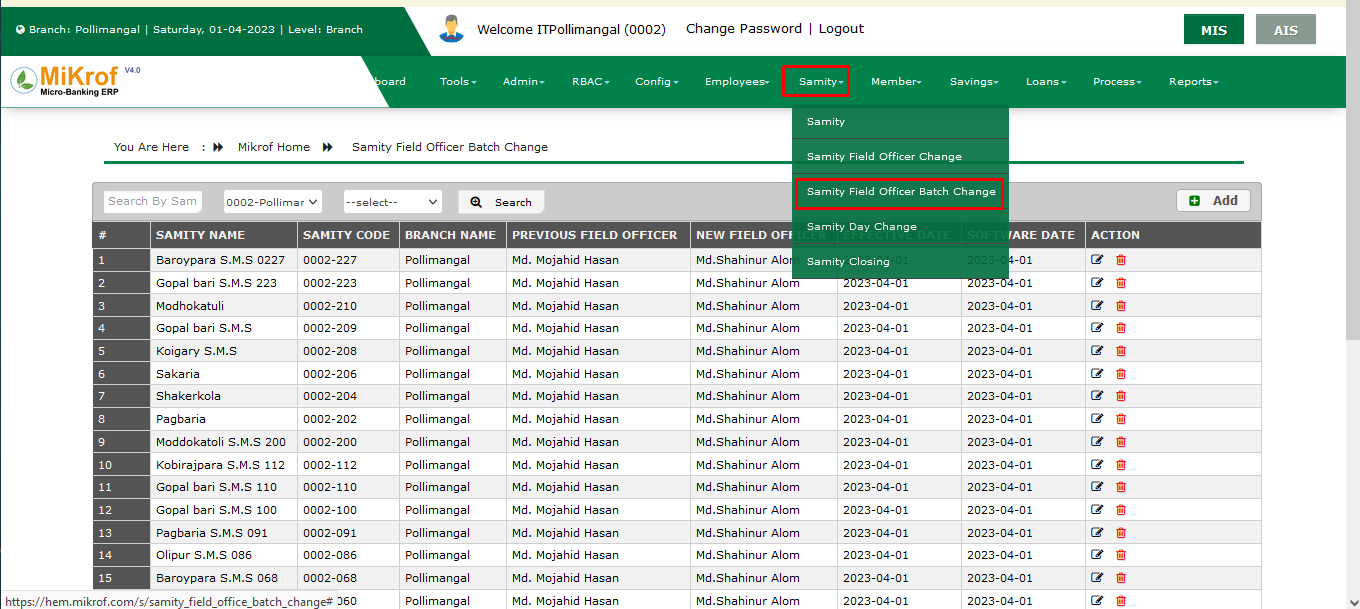 Branch: Pollimangal | Saturday, 01-04-2023 | Level: Branch
Welcome ITPollimangal (0002) Change Password | Logout
MIS AIS
MiKrof V4.0
Micro-Banking ERP
board Tools Admin RBAC Config Employees Samity Member Savings Loans Process Reports
Samity
Samity Field Officer Change
Samity Field Officer Batch Change
Samity Day Change
Samity Closing
You Are Here : Mikrof Home Samity Field Officer Batch Change
Search By Sam 0002-Pollimar --select-- Search Add
# SAMITY NAME SAMITY CODE BRANCH NAME PREVIOUS FIELD OFFICER NEW FIELD OFFICER EFFECTIVE DATE SOFTWARE DATE ACTION
1 Baroypara S.M.S 0227 0002-227 Pollimangal Md. Mojahid Hasan Md.Shahinur Alom 2023-04-01 2023-04-01
2 Gopal bari S.M.S 223 0002-223 Pollimangal Md. Mojahid Hasan Md.Shahinur Alom 2023-04-01 2023-04-01
3 Modhokatuli 0002-210 Pollimangal Md. Mojahid Hasan Md.Shahinur Alom 2023-04-01 2023-04-01
4 Gopal bari S.M.S 0002-209 Pollimangal Md. Mojahid Hasan Md.Shahinur Alom 2023-04-01 2023-04-01
5 Koigary S.M.S 0002-208 Pollimangal Md. Mojahid Hasan Md.Shahinur Alom 2023-04-01 2023-04-01
6 Sakaria 0002-206 Pollimangal Md. Mojahid Hasan Md.Shahinur Alom 2023-04-01 2023-04-01
7 Shakerkola 0002-204 Pollimangal Md. Mojahid Hasan Md.Shahinur Alom 2023-04-01 2023-04-01
8 Pagbaria 0002-202 Pollimangal Md. Mojahid Hasan Md.Shahinur Alom 2023-04-01 2023-04-01
9 Moddokatoli S.M.S 200 0002-200 Pollimangal Md. Mojahid Hasan Md.Shahinur Alom 2023-04-01 2023-04-01
10 Kobirajpara S.M.S 112 0002-112 Pollimangal Md. Mojahid Hasan Md.Shahinur Alom 2023-04-01 2023-04-01
11 Gopal bari S.M.S 110 0002-110 Pollimangal Md. Mojahid Hasan Md.Shahinur Alom 2023-04-01 2023-04-01
12 Gopal bari S.M.S 100 0002-100 Pollimangal Md. Mojahid Hasan Md.Shahinur Alom 2023-04-01 2023-04-01
13 Pagbaria S.M.S 091 0002-091 Pollimangal Md. Mojahid Hasan Md.Shahinur Alom 2023-04-01 2023-04-01
14 Olipur S.M.S 086 0002-086 Pollimangal Md. Mojahid Hasan Md.Shahinur Alom 2023-04-01 2023-04-01
15 Baroypara S.M.S 068 0002-068 Pollimangal Md. Mojahid Hasan Md.Shahinur Alom 2023-04-01 2023-04-01
https://hem.mikrof.com/s/samity_field_office_batch_change# 060 Pollimangal Md. Mojahid Hasan Md.Shahinur Alom 2023-04-01 2023-04-01